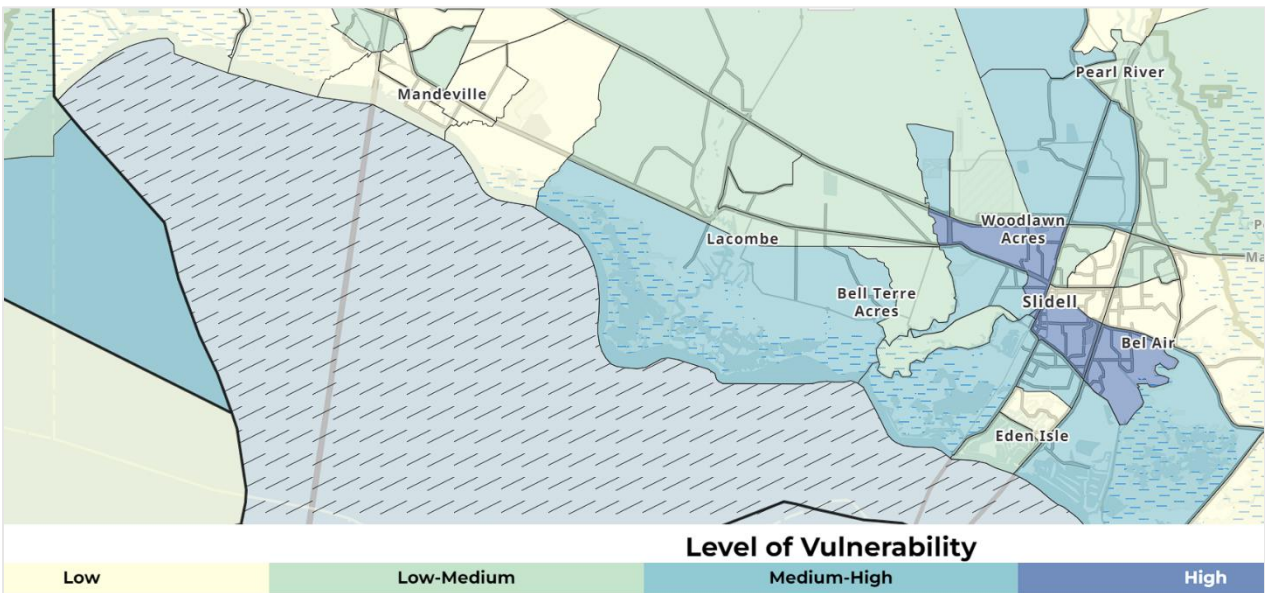 Pearl River
Mandeville
Woodlawn
Acres
Lacombe
Bell Terre
Acres
Slidell
Bel Air
Eden Isle
Level of Vulnerability
Low
Low-Medium
Medium-High
High